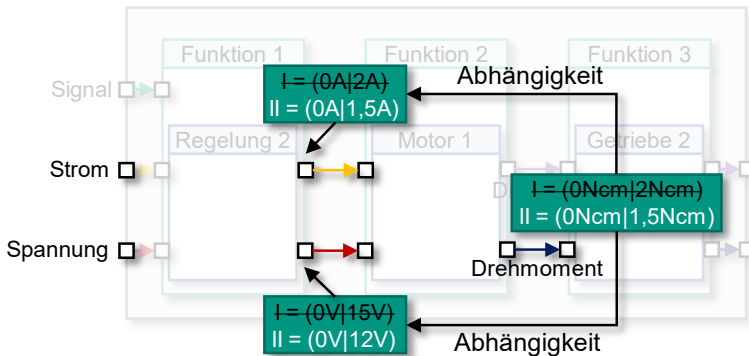 Funktion 1
Funktion 2
Funktion 3
I = (0A|2A)
II = (0A|1,5A)
Abhängigkeit
Signal
Regelung 2
Motor 1
Getriebe 2
Strom
D
I = (0Ncm|2Ncm)
II = (0Ncm|1,5Ncm)
Spannung
Drehmoment
I = (0V|15V)
II = (0V|12V)
Abhängigkeit